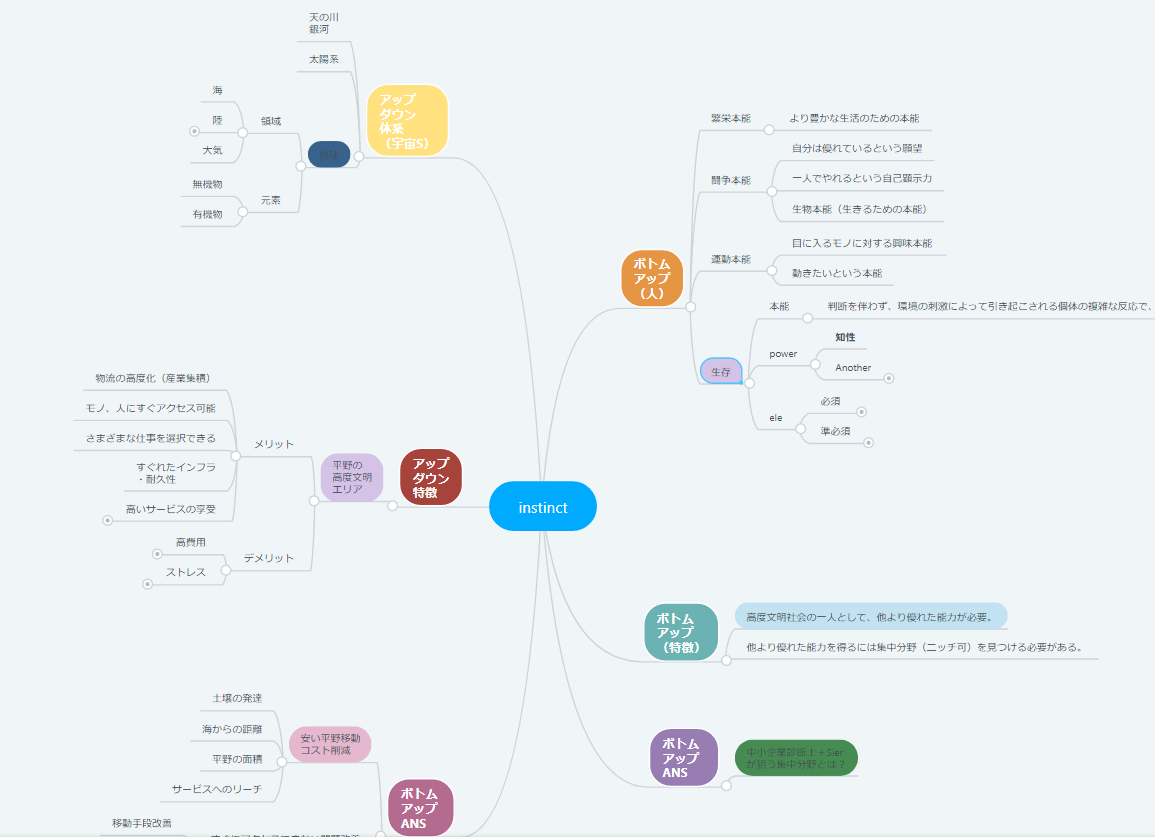 天の川
銀河
太陽系
アップ
ダウン
体系
（宇宙S）
海
陸
大気
領域
地球
無機物
有機物
元素
繁栄本能
より豊かな生活のための本能
闘争本能
自分は優れているという願望
一人でやれるという自己顕示力
生物本能（生きるための本能）
ボトム
アップ
（人）
運動本能
目に入るモノに対する興味本能
動きたいという本能
生存
本能
判断を伴わず、環境の刺激によって引き起こされる個体の複雑な反応で、
power
知性
Another
ele
必須
準必須
物流の高度化（産業集積）
モノ、人にすぐアクセス可能
さまざまな仕事を選択できる
すぐれたインフラ
・耐久性
高いサービスの享受
メリット
高費用
ストレス
デメリット
平野の
高度文明
エリア
アップ
ダウン
特徴
instinct
ボトム
アップ
（特徴）
高度文明社会の一人として、他より優れた能力が必要。
他より優れた能力を得るには集中分野（ニッチ可）を見つける必要がある。
ボトム
アップ
ANS
中小企業診断士＋SIer
が狙う集中分野とは？
土壌の発達
海からの距離
平野の面積
サービスへのリーチ
安い平野移動
コスト削減
ボトム
アップ
ANS
移動手段改善